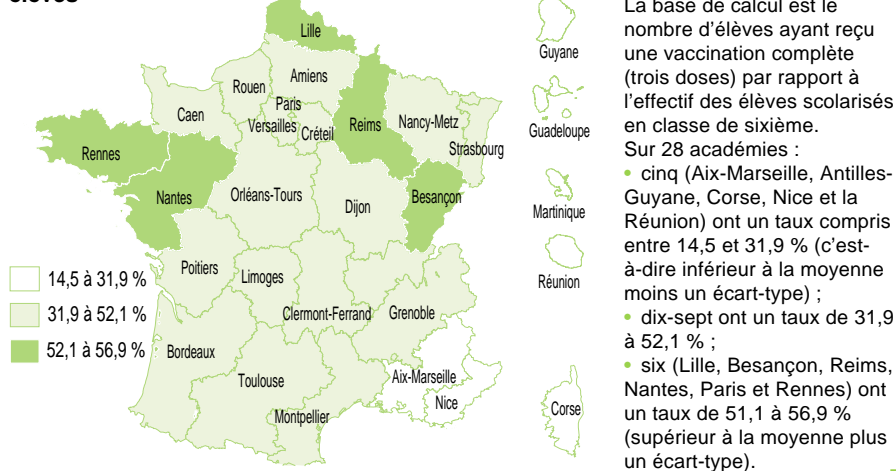 élèves
Lille
Amiens
Rouen
Caen
Paris
Versailles
Créteil
Reims
Nancy-Metz
Strasbourg
Rennes
Nantes
Orléans-Tours
Dijon
Besançon
Poitiers
Limoges
Clermont-Ferrand
Grenoble
Bordeaux
Toulouse
Aix-Marseille
Nice
Montpellier
14,5 à 31,9 %
31,9 à 52,1 %
52,1 à 56,9 %
Guyane
Guadeloupe
Martinique
Réunion
Corse
La base de calcul est le
nombre d'élèves ayant reçu
une vaccination complète
(trois doses) par rapport à
l'effectif des élèves scolarisés
en classe de sixième.
Sur 28 académies :
• cinq (Aix-Marseille, Antilles-
Guyane, Corse, Nice et la
Réunion) ont un taux compris
entre 14,5 et 31,9 % (c'est-
à-dire inférieur à la moyenne
moins un écart-type) ;
• dix-sept ont un taux de 31,9
à 52,1 % ;
• six (Lille, Besançon, Reims,
Nantes, Paris et Rennes) ont
un taux de 51,1 à 56,9 %
(supérieur à la moyenne plus
un écart-type).